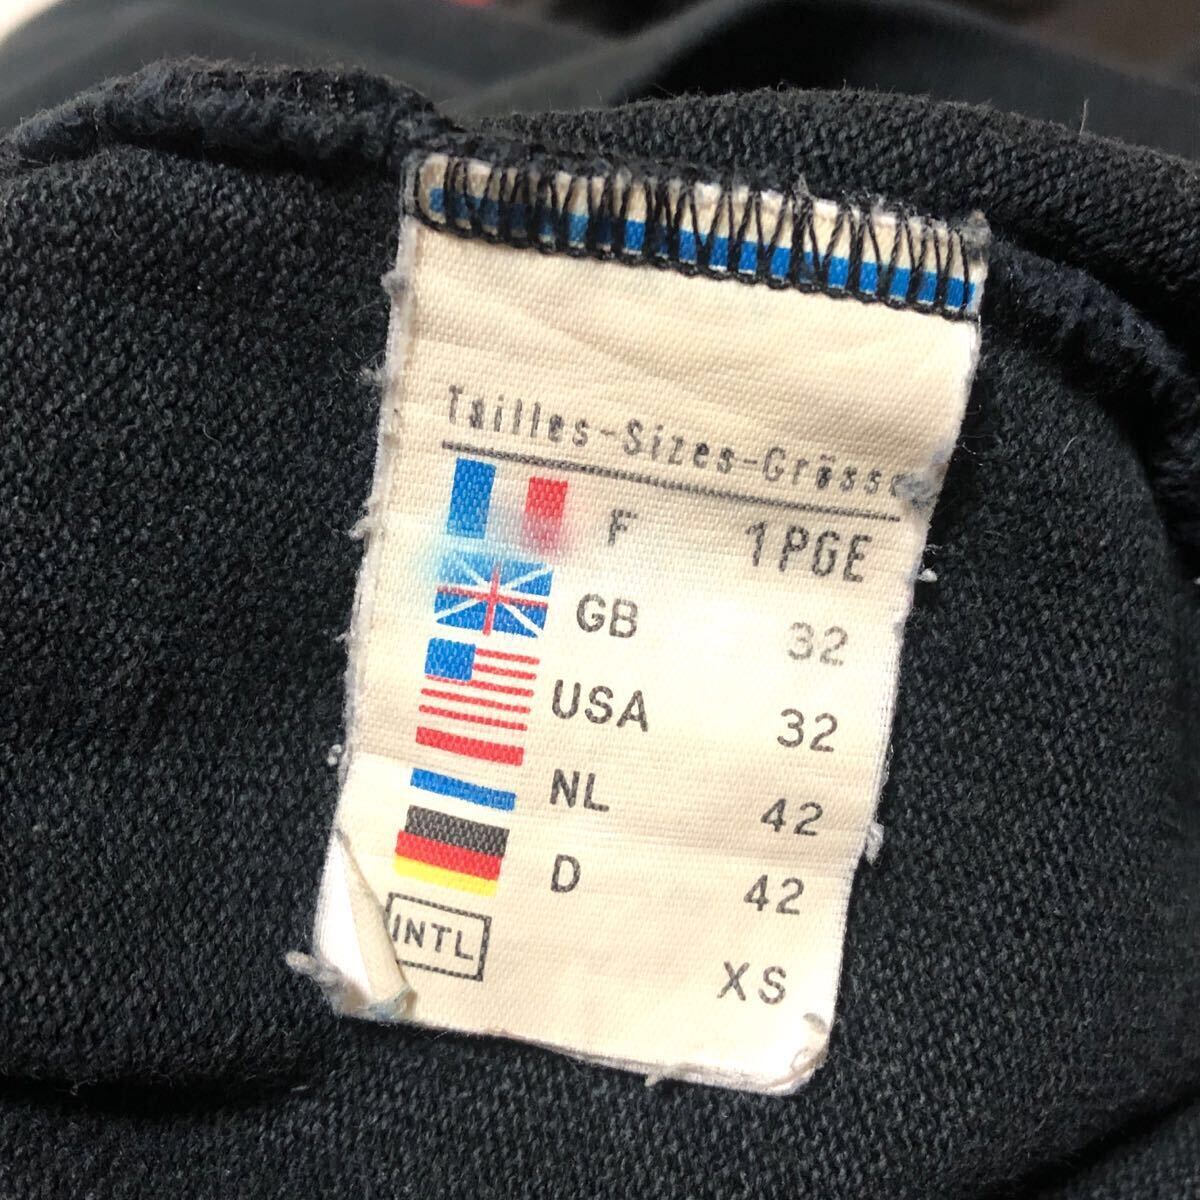 Tailles-Sizes-Grösse
F 1PGE
GB 32
USA 32
NL 42
D 42
INTL XS